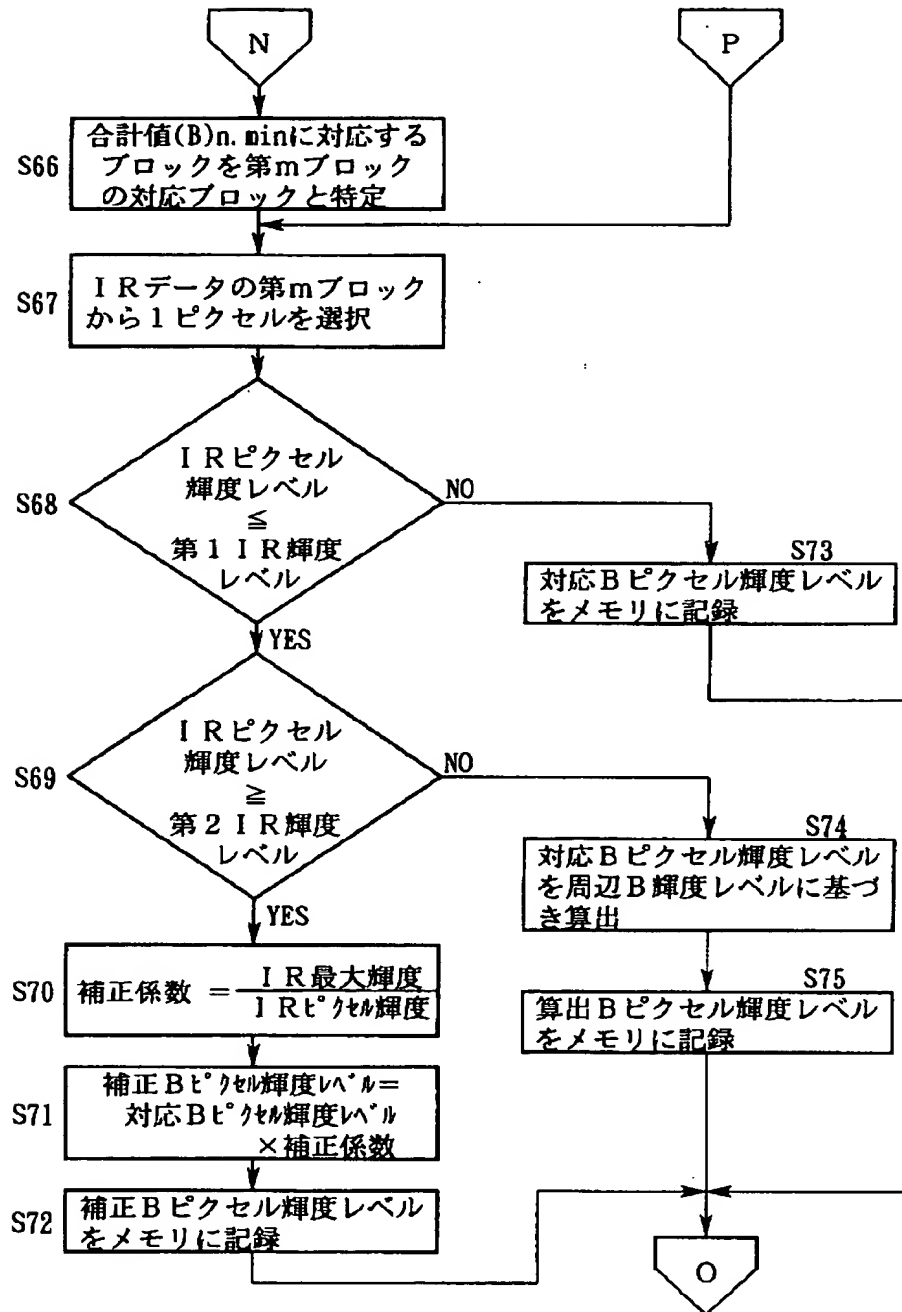 N
P
S66
合計値(B)n.minに対応する
ブロックを第mブロック
の対応ブロックと特定
S67
IRデータの第mブロック
から1ピクセルを選択
S68
IRピクセル
輝度レベル
≦
第1IR輝度
レベル
NO
YES
S73
対応Bピクセル輝度レベル
をメモリに記録
S69
IRピクセル
輝度レベル
≧
第2IR輝度
レベル
NO
YES
S74
対応Bピクセル輝度レベル
を周辺B輝度レベルに基づ
き算出
S70
補正係数 =
IR最大輝度
IRピクセル輝度
S75
算出Bピクセル輝度レベル
をメモリに記録
S71
補正Bピクセル輝度レベル=
対応Bピクセル輝度レベル
×補正係数
S72
補正Bピクセル輝度レベル
をメモリに記録
O